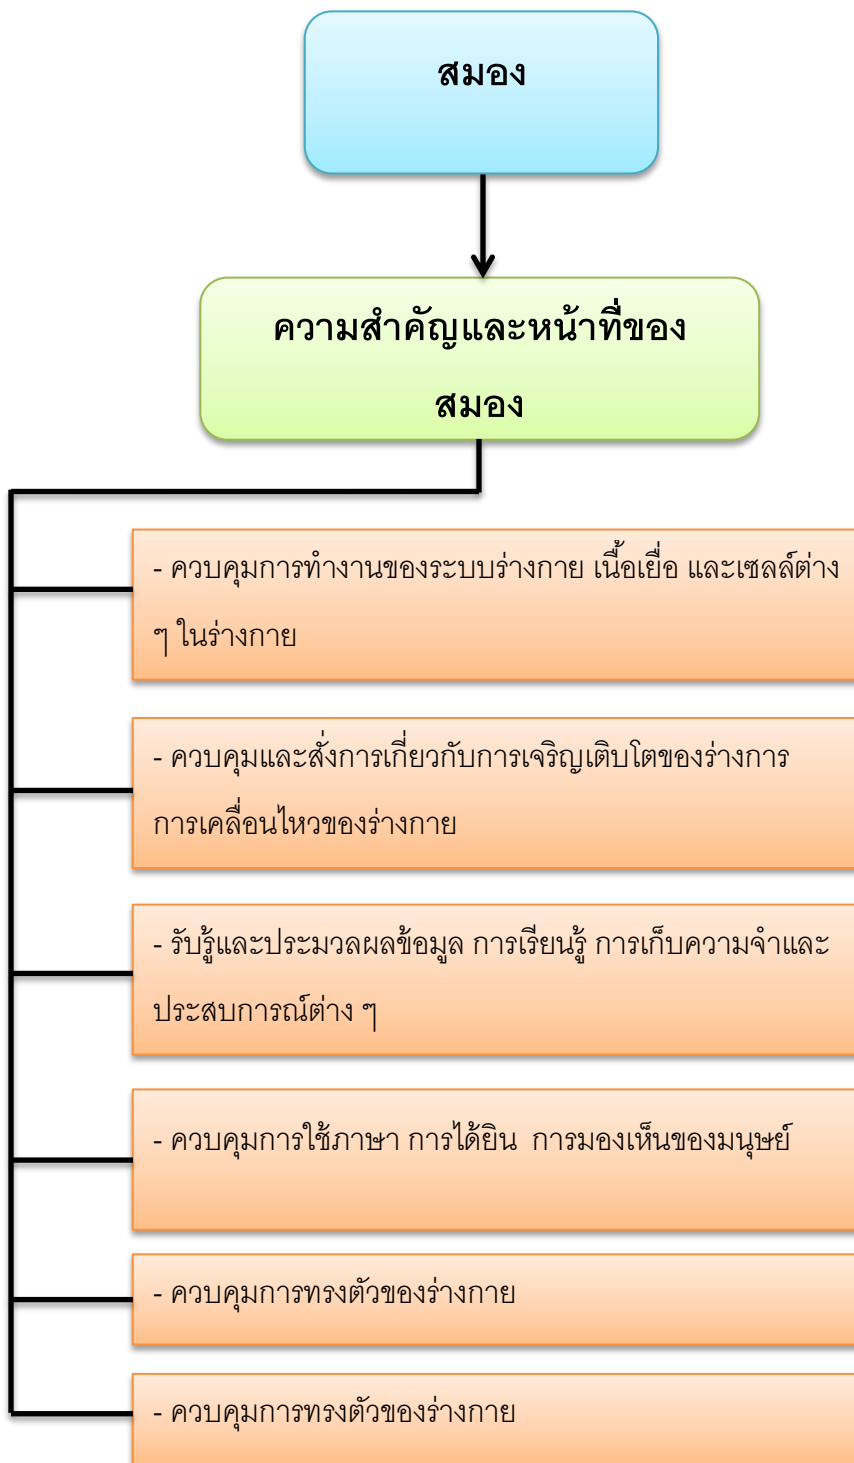 สมอง
ความสำคัญและหน้าที่ของ
สมอง
- ควบคุมการทำงานของระบบร่างกาย เนื้อเยื่อ และเซลล์ต่าง
ๆ ในร่างกาย
- ควบคุมและสั่งการเกี่ยวกับการเจริญเติบโตของร่างการ
การเคลื่อนไหวของร่างกาย
- รับรู้และประมวลผลข้อมูล การเรียนรู้ การเก็บความจำและ
ประสบการณ์ต่าง ๆ
- ควบคุมการใช้ภาษา การได้ยิน  การมองเห็นของมนุษย์
- ควบคุมการทรงตัวของร่างกาย
- ควบคุมการทรงตัวของร่างกาย